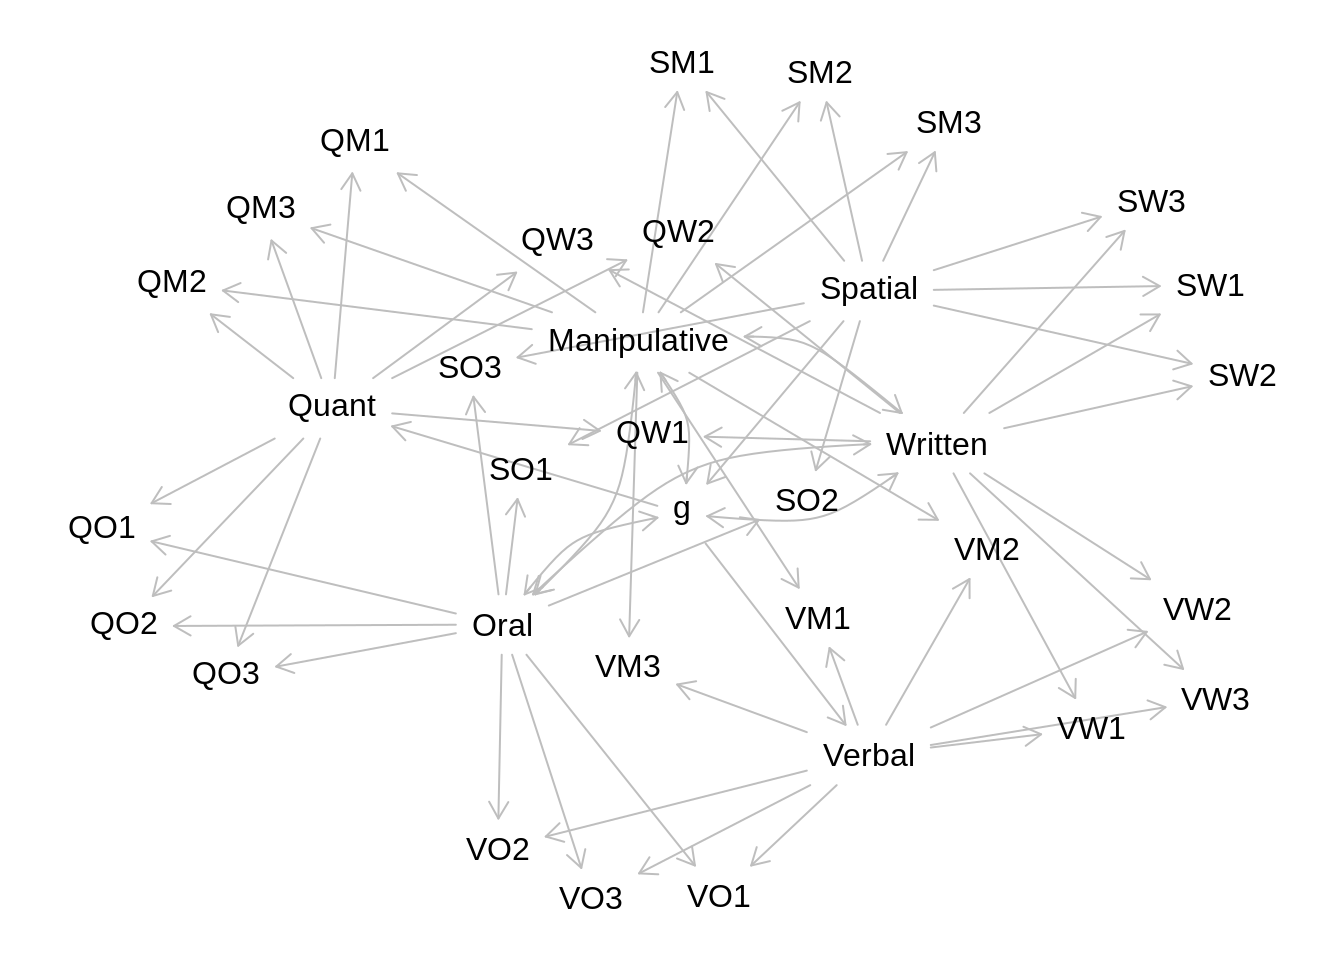 SM1
SM2
SM3
QM1
QM3
SW3
QW3
QW2
QM2
Spatial
SW1
Manipulative
SO3
SW2
Quant
QW1
Written
SO1
g
SO2
QO1
VM2
QO2
Oral
VM1
VW2
VM3
QO3
VW3
VW1
Verbal
VO2
VO3
VO1